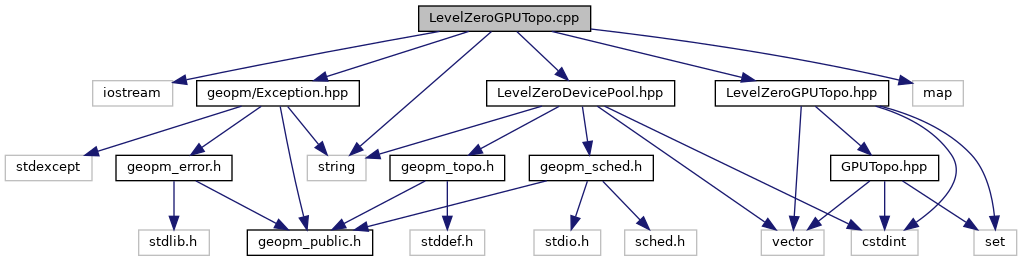 LevelZeroGPUTopo.cpp
iostream
geopm/Exception.hpp
LevelZeroDevicePool.hpp
LevelZeroGPUTopo.hpp
map
stdexcept
geopm_error.h
string
geopm_topo.h
geopm_sched.h
GPUTopo.hpp
stdlib.h
geopm_public.h
stddef.h
stdio.h
sched.h
vector
cstdint
set